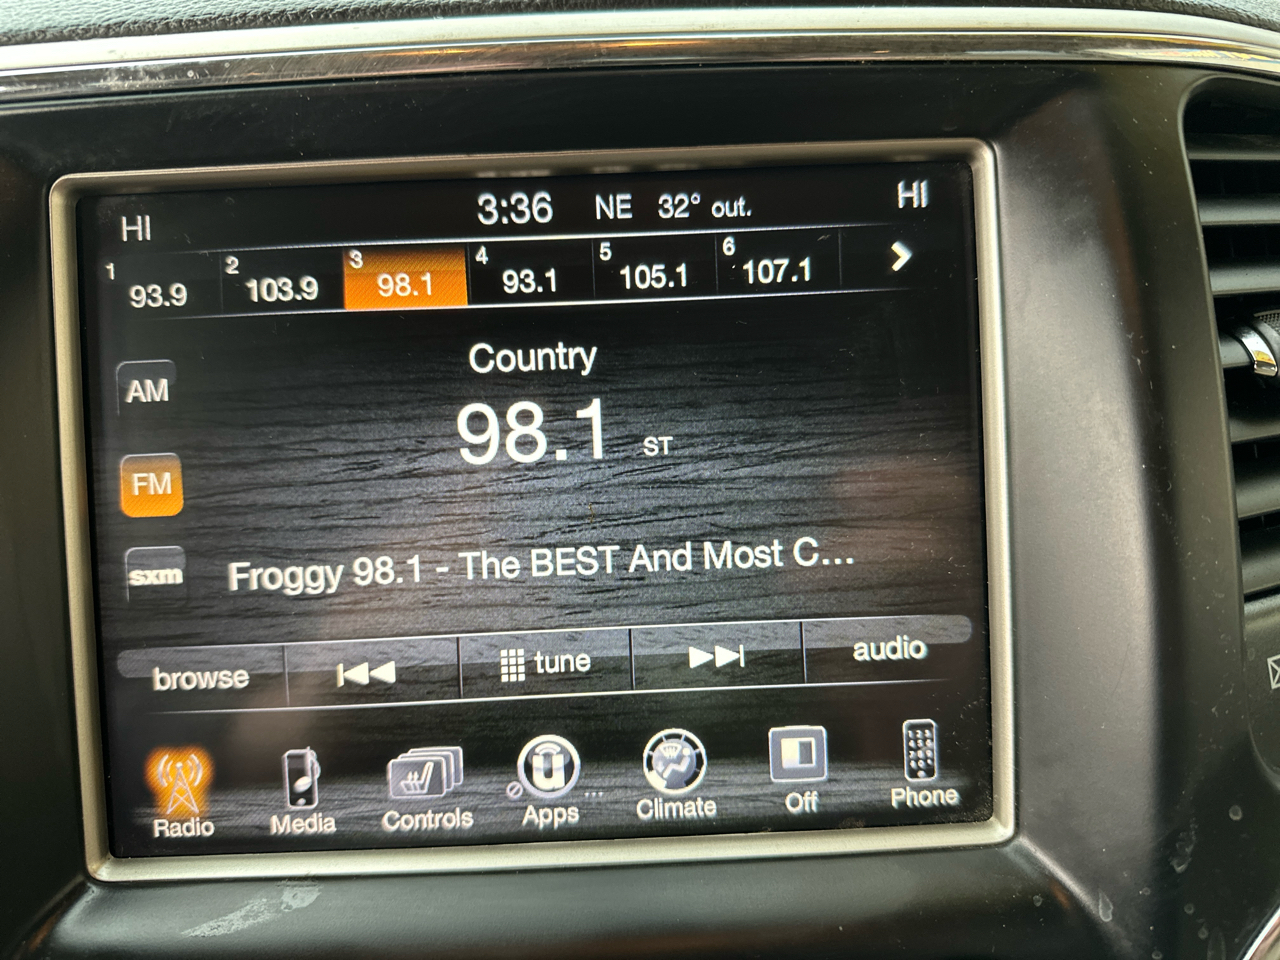 HI 3:36 NE 32° out. HI
1 93.9 2 103.9 3 98.1 4 93.1 5 105.1 6 107.1
Country
AM
98.1 ST
FM
sxm
Froggy 98.1 - The BEST And Most C...
browse tune audio
Radio Media Controls Apps ... Climate Off Phone